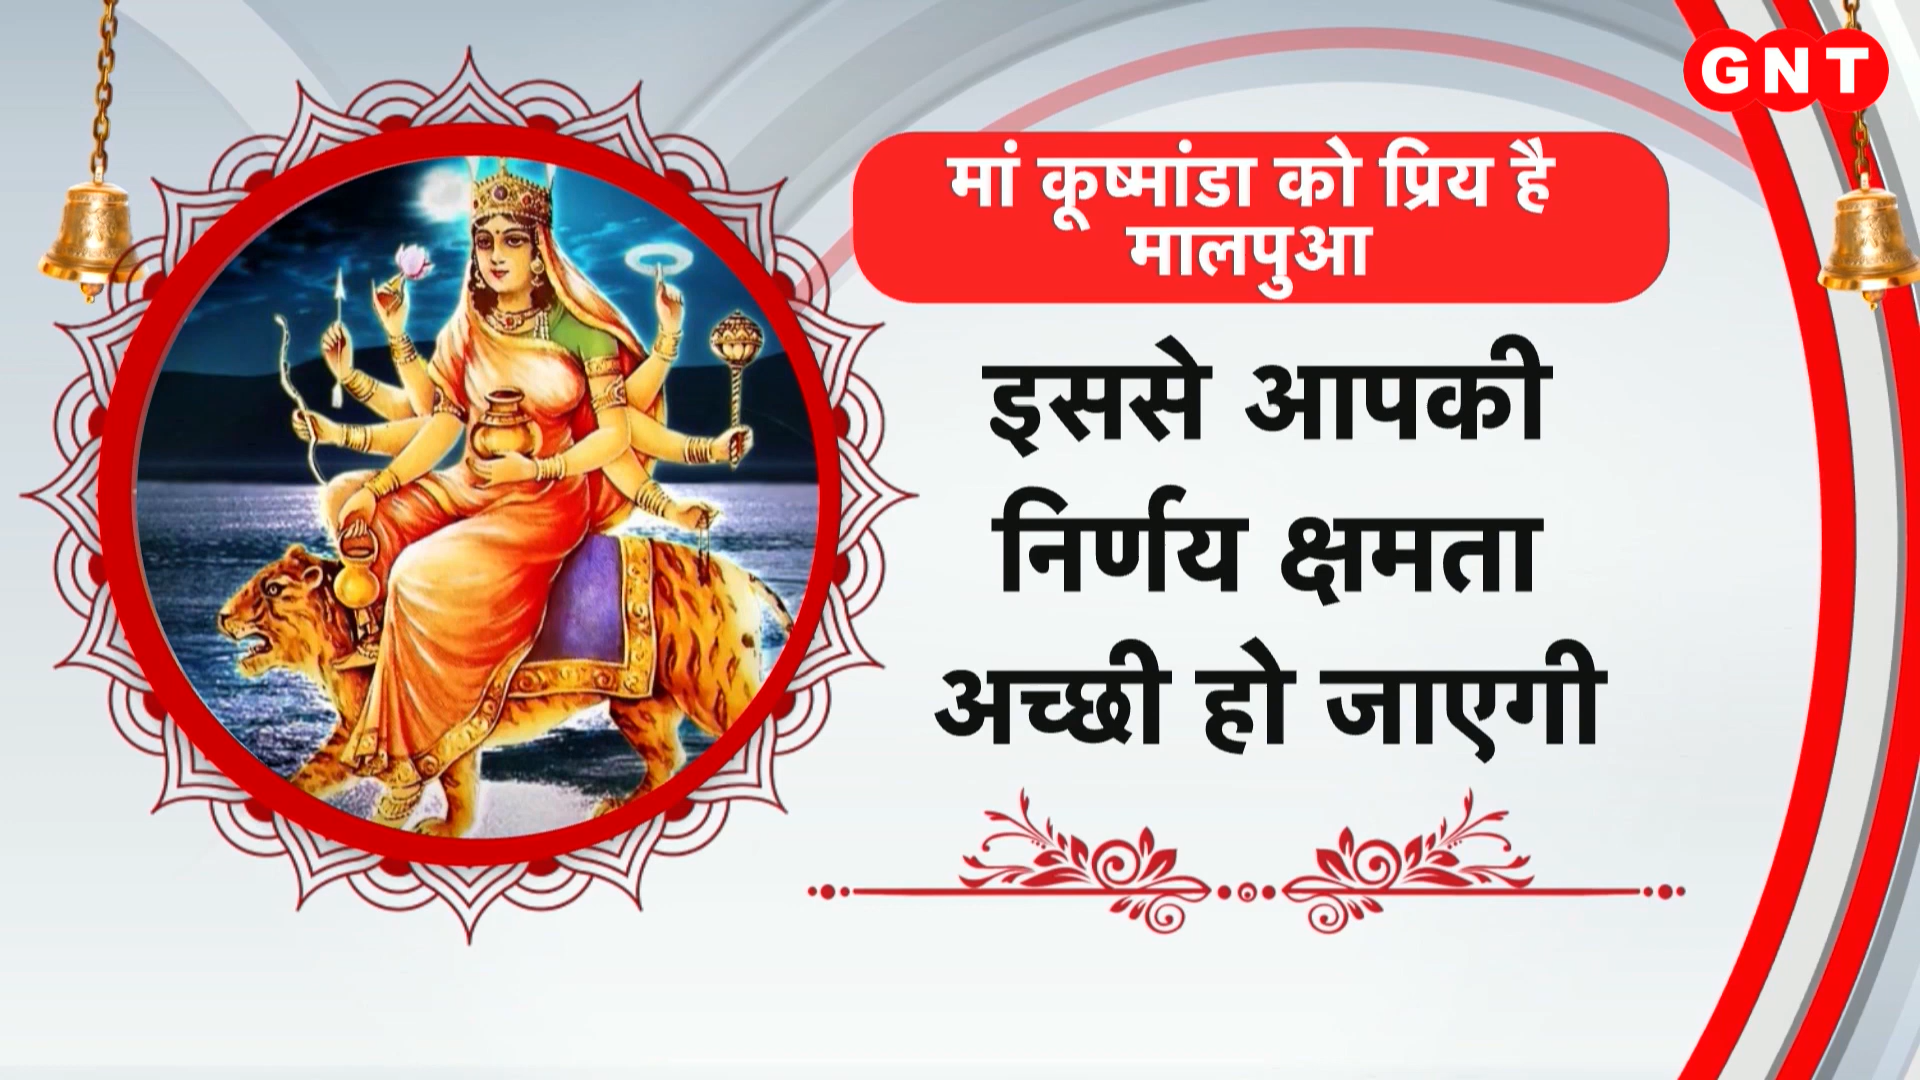 GNT
मां कूष्मांडा को प्रिय है
मालपुआ
इससे आपकी
निर्णय क्षमता
अच्छी हो जाएगी